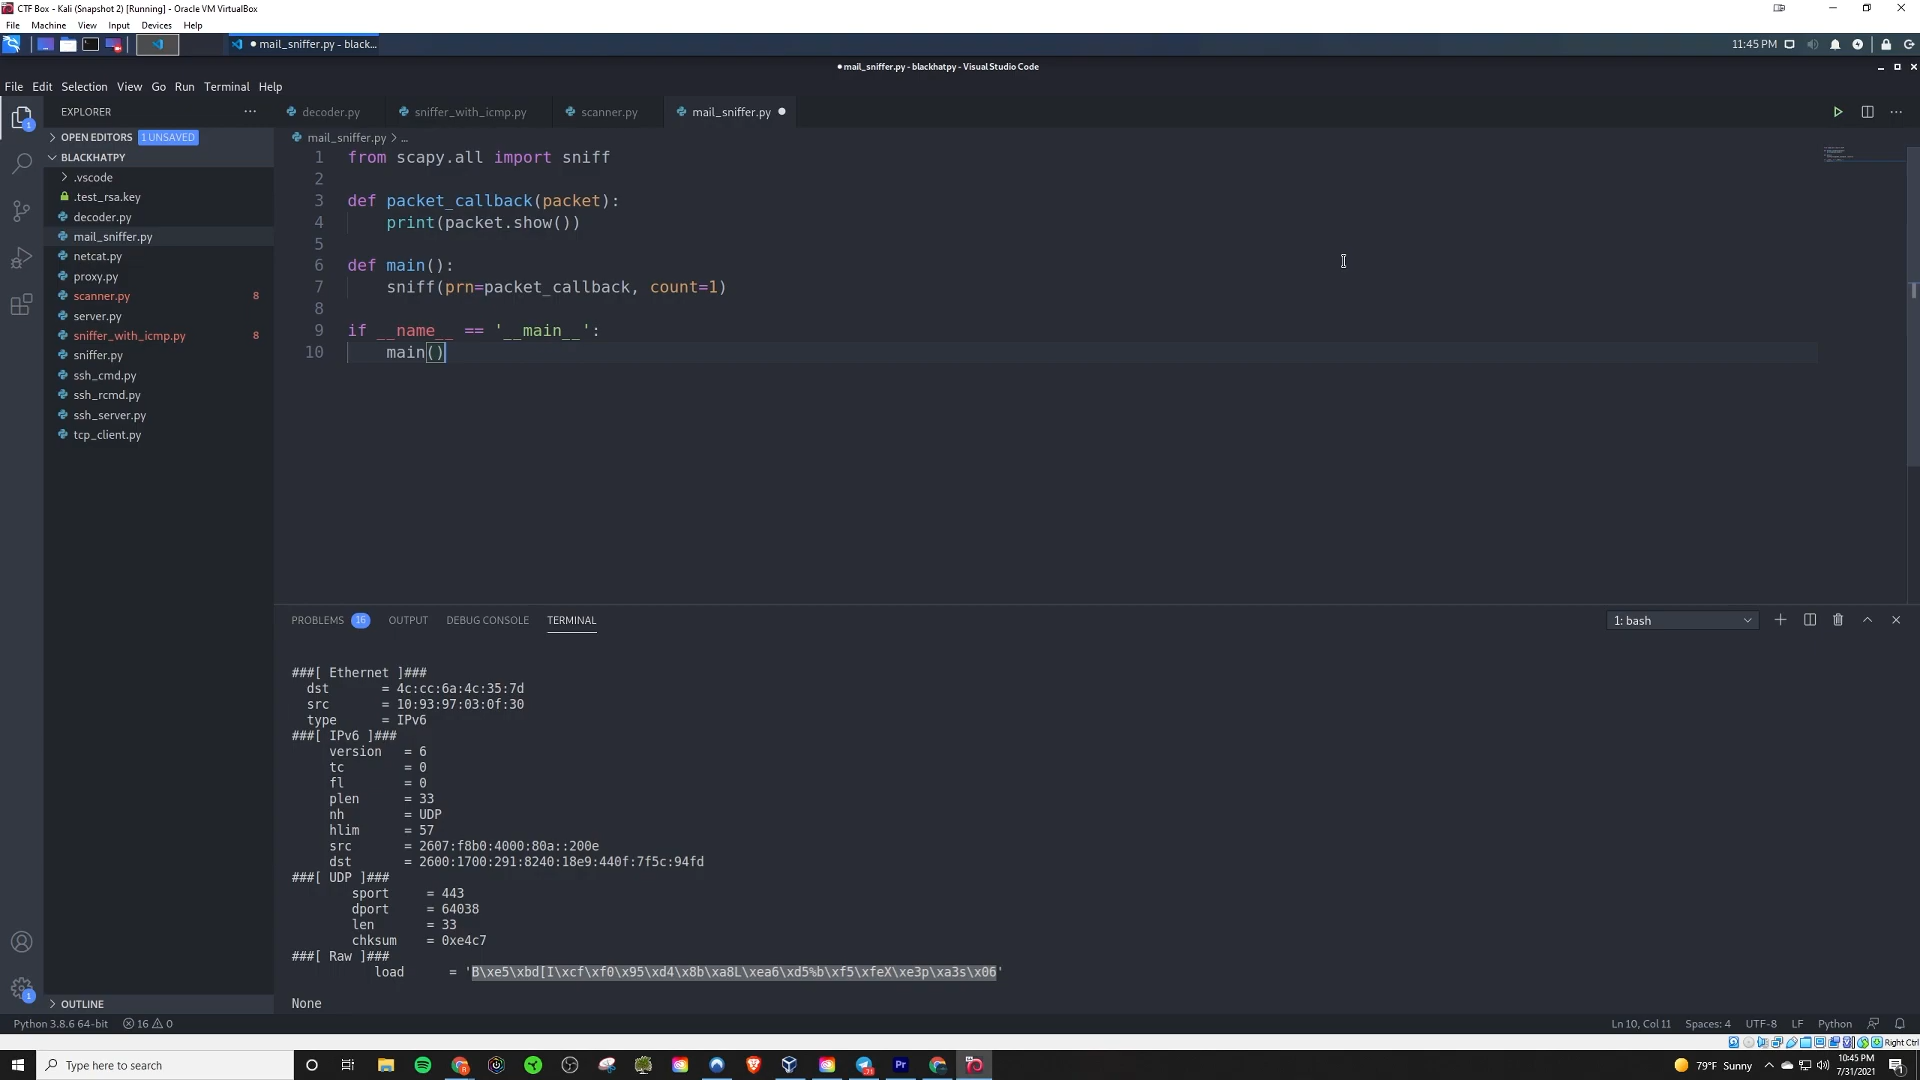 CTF Box - Kali (Snapshot 2) [Running] - Oracle VM VirtualBox
File Machine View Input Devices Help
mail_sniffer.py - black... 11:45 PM
mail_sniffer.py - blackhatpy - Visual Studio Code
File Edit Selection View Go Run Terminal Help
EXPLORER decoder.py sniffer_with_icmp.py scanner.py mail_sniffer.py
OPEN EDITORS 1 UNSAVED
mail_sniffer.py > ...
BLACKHATPY
.vscode
.test_rsa.key
decoder.py
mail_sniffer.py
netcat.py
proxy.py
scanner.py 8
server.py
sniffer_with_icmp.py 8
sniffer.py
ssh_cmd.py
ssh_rcmd.py
ssh_server.py
tcp_client.py
OUTLINE
1 from scapy.all import sniff
2
3 def packet_callback(packet):
4 print(packet.show())
5
6 def main():
7 sniff(prn=packet_callback, count=1)
8
9 if __name__ == '__main__':
10 main()
PROBLEMS 16 OUTPUT DEBUG CONSOLE TERMINAL 1: bash
###[ Ethernet ]###
dst = 4c:cc:6a:4c:35:7d
src = 10:93:97:03:0f:30
type = IPv6
###[ IPv6 ]###
version = 6
tc = 0
fl = 0
plen = 33
nh = UDP
hlim = 57
src = 2607:f8b0:4000:80a::200e
dst = 2600:1700:291:8240:18e9:440f:7f5c:94fd
###[ UDP ]###
sport = 443
dport = 64038
len = 33
chksum = 0xe4c7
###[ Raw ]###
load = 'B\xe5\xbd[I\xcf\xf0\x95\xd4\x8b\xa8L\xea6\xd5%b\xf5\xfeX\xe3p\xa3s\x06'
None
Python 3.8.6 64-bit 16 0 Ln 10, Col 11 Spaces: 4 UTF-8 LF Python
Right Ctrl
Type here to search 79°F Sunny 10:45 PM
7/31/2021